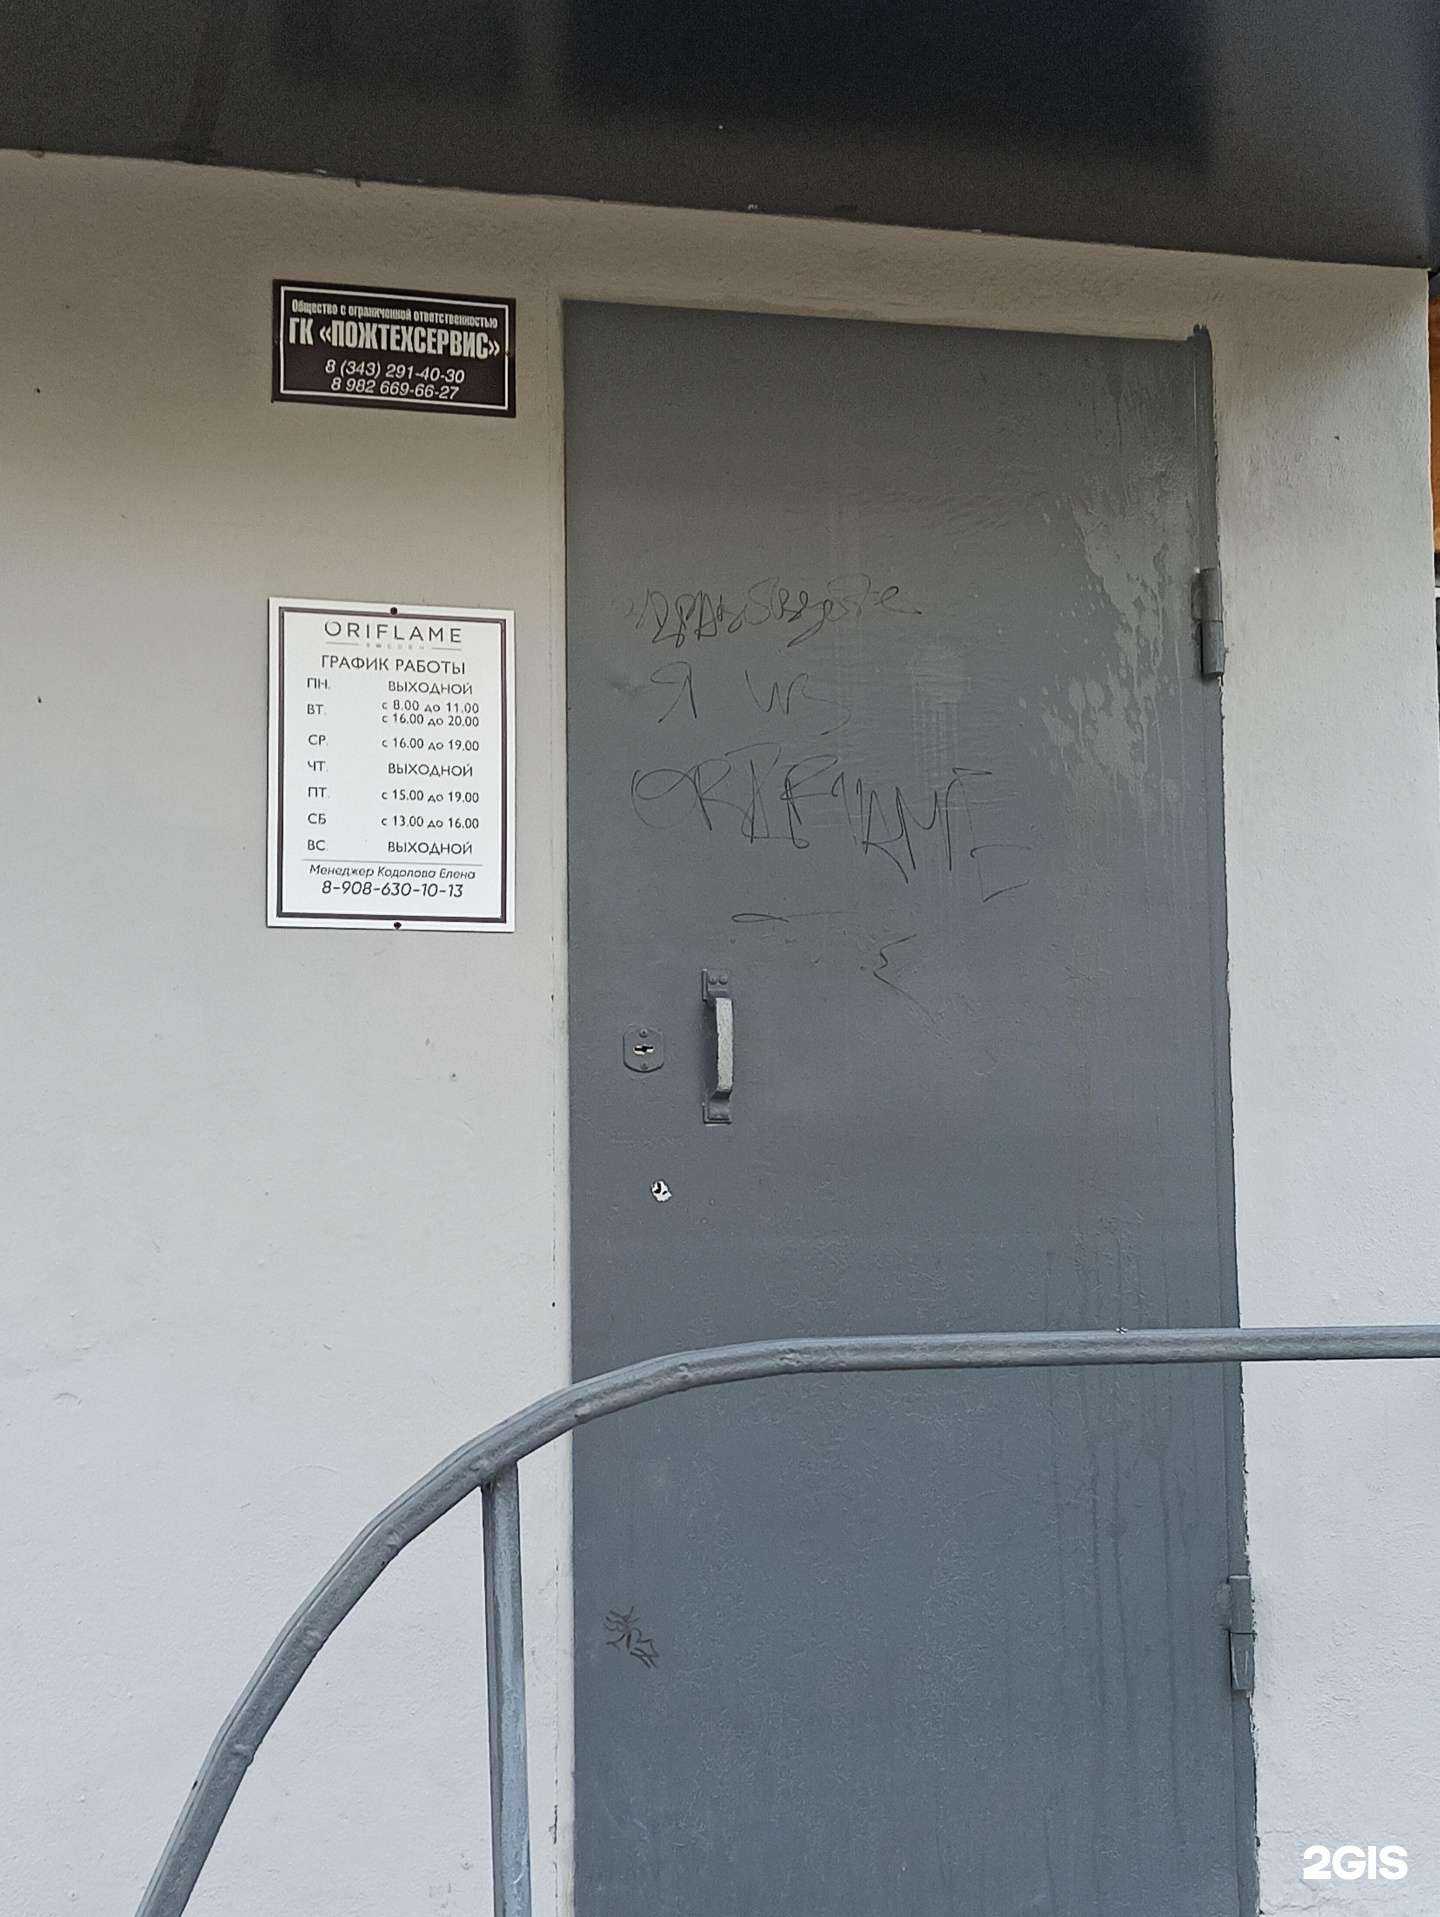 Общество с ограниченной ответственностью
ГК «ПОЖТЕХСЕРВИС»
8 (343) 291-40-30
8 982 669-66-27
ORIFLAME
SWEDEN
ГРАФИК РАБОТЫ
ПН. ВЫХОДНОЙ
ВТ. с 8.00 до 11.00
с 16.00 до 20.00
СР. с 16.00 до 19.00
ЧТ. ВЫХОДНОЙ
ПТ. с 15.00 до 19.00
СБ с 13.00 до 16.00
ВС. ВЫХОДНОЙ
Менеджер Кодолова Елена
8-908-630-10-13
Я ИЗ
ORIFLAME
2GIS